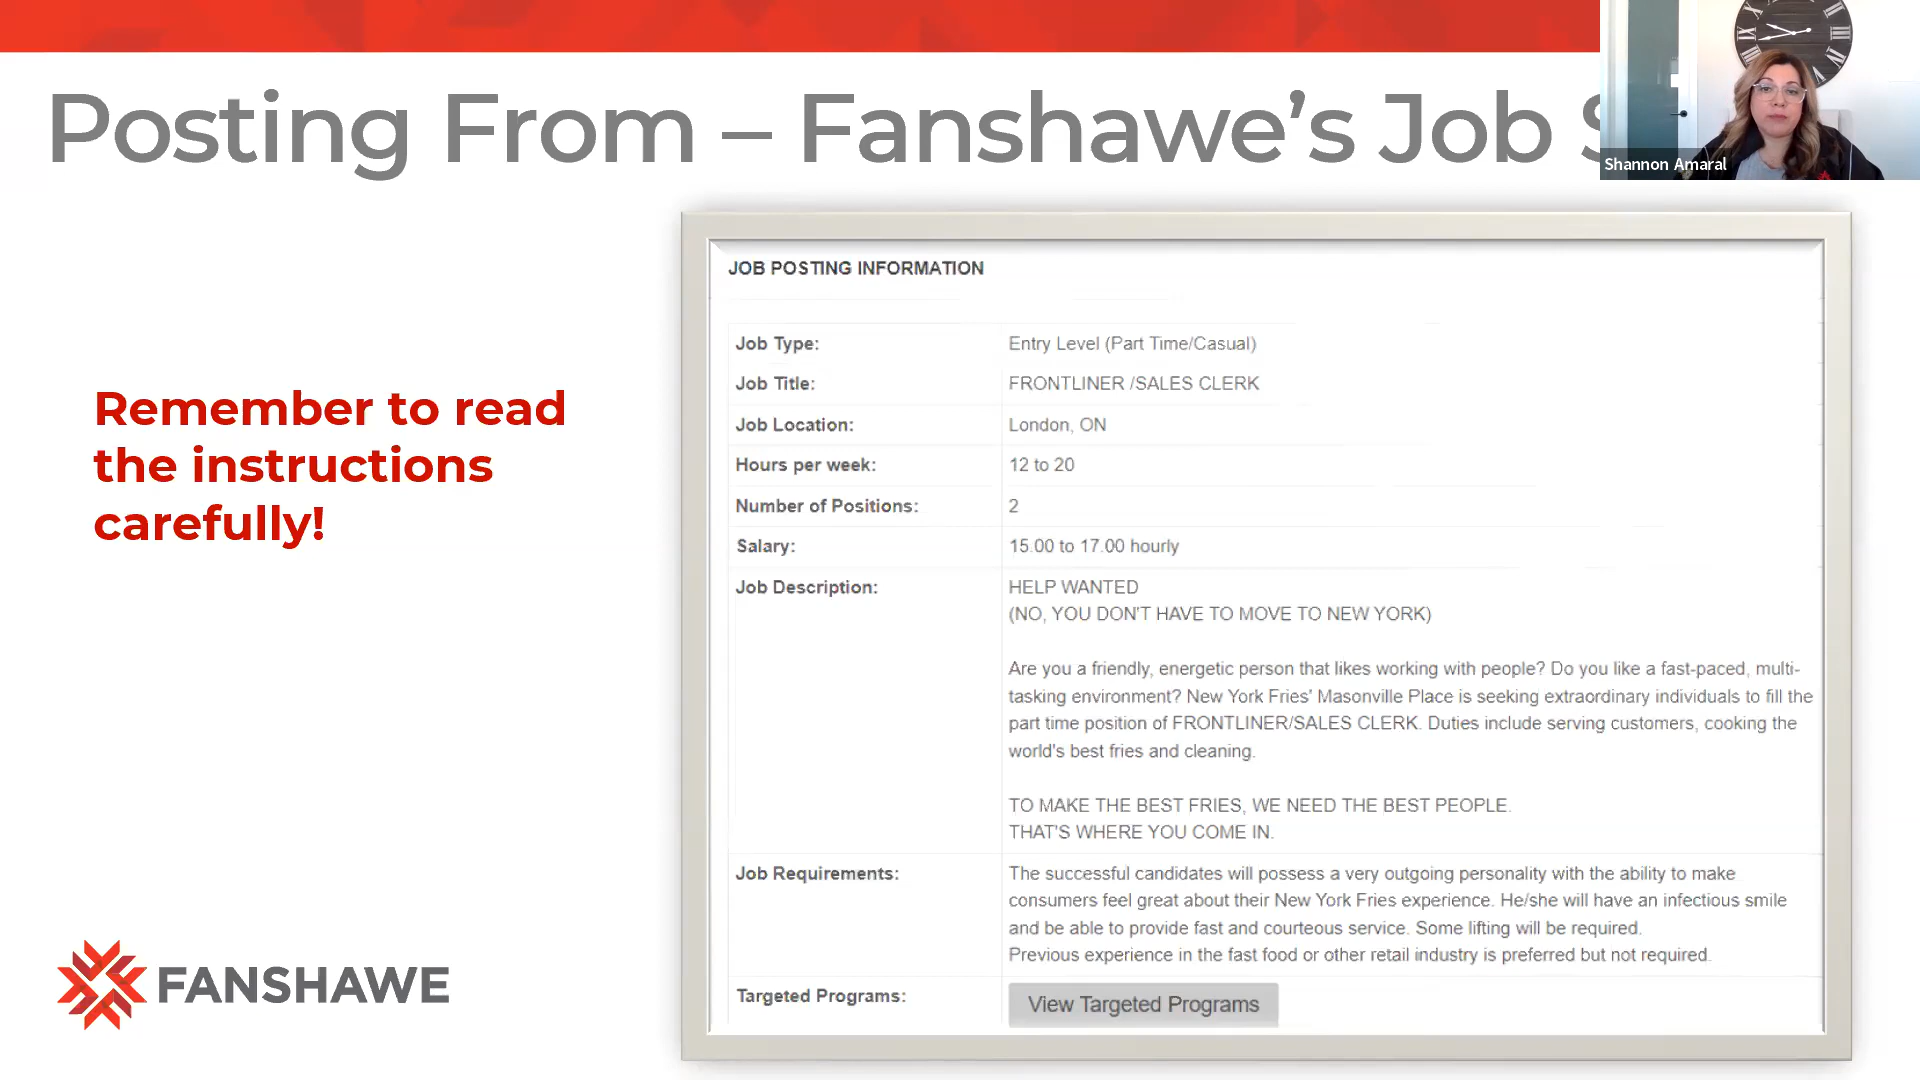 Posting From – Fanshawe's Job
Shannon Amaral
Remember to read
the instructions
carefully!
JOB POSTING INFORMATION
Job Type: Entry Level (Part Time/Casual)
Job Title: FRONTLINER /SALES CLERK
Job Location: London, ON
Hours per week: 12 to 20
Number of Positions: 2
Salary: 15.00 to 17.00 hourly
Job Description: HELP WANTED
(NO, YOU DON'T HAVE TO MOVE TO NEW YORK)
Are you a friendly, energetic person that likes working with people? Do you like a fast-paced, multi-
tasking environment? New York Fries' Masonville Place is seeking extraordinary individuals to fill the
part time position of FRONTLINER/SALES CLERK. Duties include serving customers, cooking the
world's best fries and cleaning.
TO MAKE THE BEST FRIES, WE NEED THE BEST PEOPLE.
THAT'S WHERE YOU COME IN.
Job Requirements: The successful candidates will possess a very outgoing personality with the ability to make
consumers feel great about their New York Fries experience. He/she will have an infectious smile
and be able to provide fast and courteous service. Some lifting will be required.
Previous experience in the fast food or other retail industry is preferred but not required.
Targeted Programs: View Targeted Programs
FANSHAWE